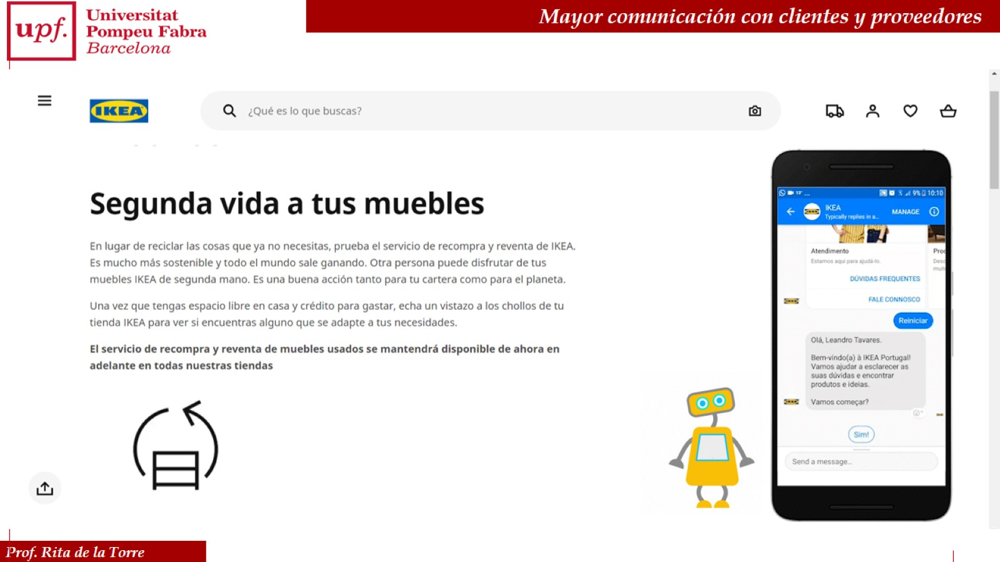 upf.
Universitat
Pompeu Fabra
Barcelona
Mayor comunicación con clientes y proveedores
IKEA
¿Qué es lo que buscas?
Segunda vida a tus muebles
En lugar de reciclar las cosas que ya no necesitas, prueba el servicio de recompra y reventa de IKEA.
Es mucho más sostenible y todo el mundo sale ganando. Otra persona puede disfrutar de tus
muebles IKEA de segunda mano. Es una buena acción tanto para tu cartera como para el planeta.
Una vez que tengas espacio libre en casa y crédito para gastar, echa un vistazo a los chollos de tu
tienda IKEA para ver si encuentras alguno que se adapte a tus necesidades.
El servicio de recompra y reventa de muebles usados se mantendrá disponible de ahora en
adelante en todas nuestras tiendas
13° ...
9% 10:10
IKEA
Typically replies in a...
MANAGE
Atendimento
Estamos aqui para ajudá-lo.
DÚVIDAS FREQUENTES
FALE CONNOSCO
Proc
Desc
muit
Reiniciar
Olá, Leandro Tavares.
Bem-vindo(a) à IKEA Portugal!
Vamos ajudar a esclarecer as
suas dúvidas e encontrar
produtos e ideias.
Vamos começar?
Sim!
Send a message...
Prof. Rita de la Torre